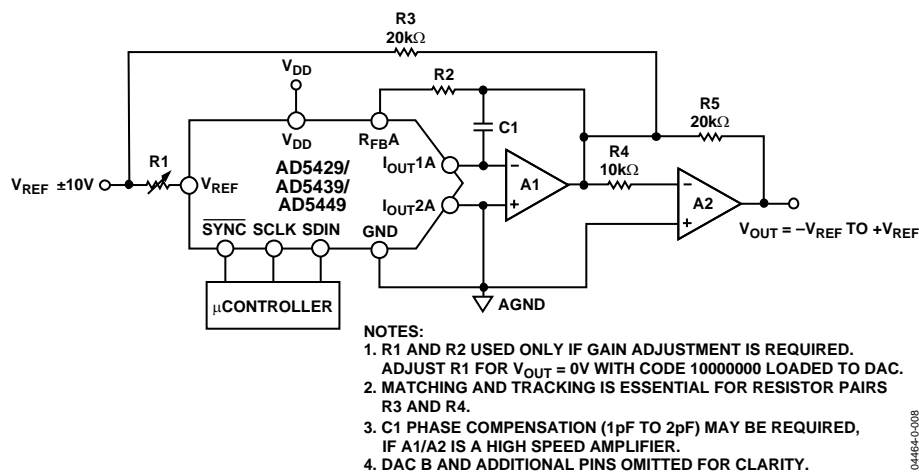 R3
20kΩ
VDD
R2
R5
20kΩ
VDD
RFBA
C1
R4
10kΩ
R1
AD5429/
AD5439/
AD5449
IOUT1A
A1
VREF ±10V
VREF
IOUT2A
A2
SYNC SCLK SDIN
GND
VOUT = –VREF TO +VREF
µCONTROLLER
AGND
NOTES:
1. R1 AND R2 USED ONLY IF GAIN ADJUSTMENT IS REQUIRED.
ADJUST R1 FOR VOUT = 0V WITH CODE 10000000 LOADED TO DAC.
2. MATCHING AND TRACKING IS ESSENTIAL FOR RESISTOR PAIRS
R3 AND R4.
3. C1 PHASE COMPENSATION (1pF TO 2pF) MAY BE REQUIRED,
IF A1/A2 IS A HIGH SPEED AMPLIFIER.
4. DAC B AND ADDITIONAL PINS OMITTED FOR CLARITY.
04464-0-008